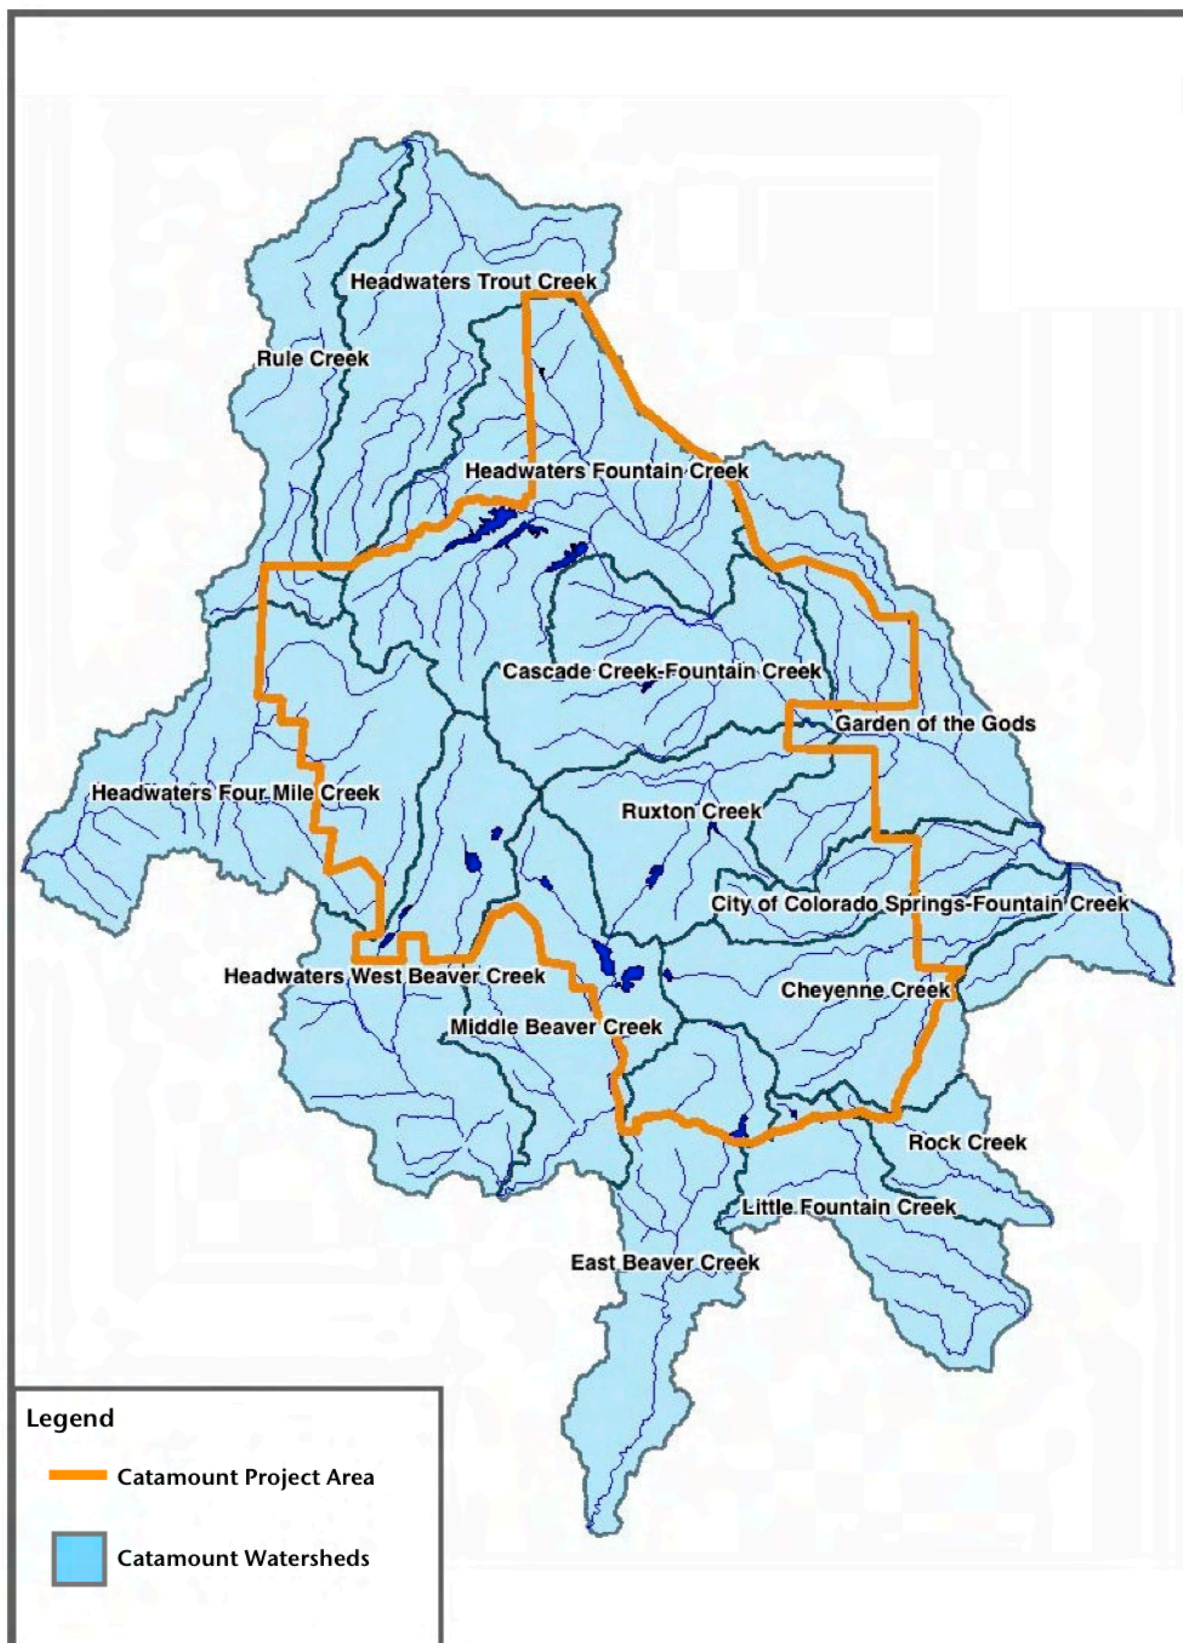 Headwaters Trout Creek
Rule Creek
Headwaters Fountain Creek
Cascade Creek-Fountain Creek
Garden of the Gods
Headwaters Four Mile Creek
Ruxton Creek
City of Colorado Springs-Fountain Creek
Headwaters West Beaver Creek
Cheyenne Creek
Middle Beaver Creek
Rock Creek
Little Fountain Creek
East Beaver Creek
Legend
Catamount Project Area
Catamount Watersheds